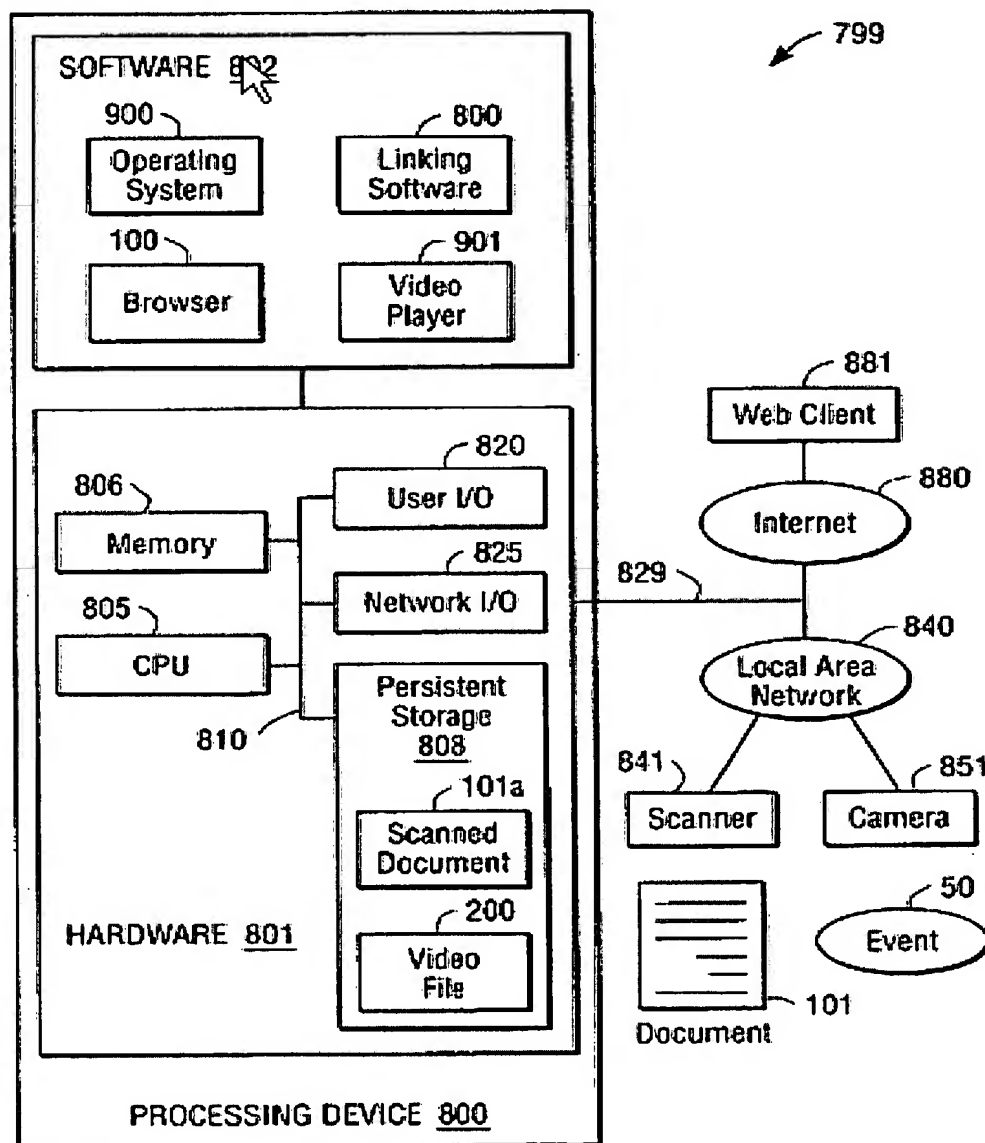 799
SOFTWARE
900
800
Operating
System
Linking
Software
100
901
Browser
Video
Player
881
Web Client
820
880
806
User I/O
Internet
Memory
825
829
805
Network I/O
840
CPU
Local Area
Network
Persistent
Storage
808
810
841
851
101a
Scanner
Camera
Scanned
Document
50
200
Event
HARDWARE 801
Video
File
101
Document
PROCESSING DEVICE 800